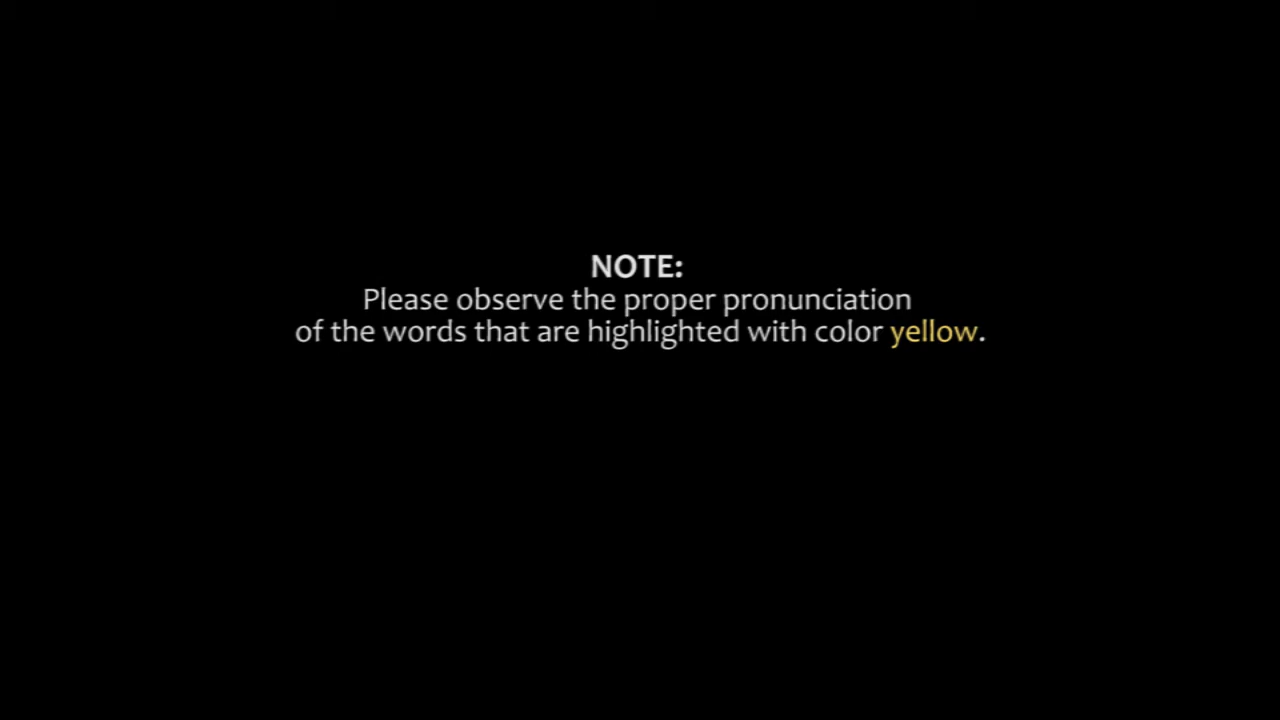 NOTE:
Please observe the proper pronunciation
of the words that are highlighted with color yellow.